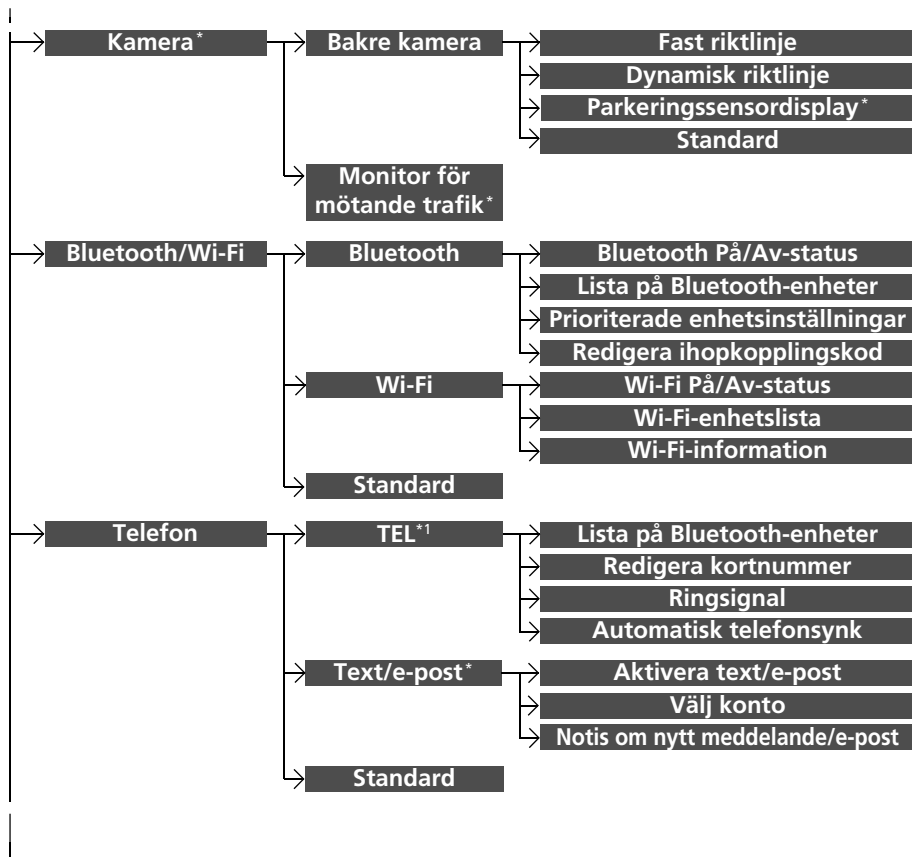 Kamera*
Bakre kamera
Fast riktlinje
Dynamisk riktlinje
Parkeringssensordisplay*
Standard
Monitor för
mötande trafik*
Bluetooth/Wi-Fi
Bluetooth
Bluetooth På/Av-status
Lista på Bluetooth-enheter
Prioriterade enhetsinställningar
Redigera ihopkopplingskod
Wi-Fi
Wi-Fi På/Av-status
Wi-Fi-enhetslista
Wi-Fi-information
Standard
Telefon
TEL*1
Lista på Bluetooth-enheter
Redigera kortnummer
Ringsignal
Automatisk telefonsynk
Text/e-post*
Aktivera text/e-post
Välj konto
Notis om nytt meddelande/e-post
Standard